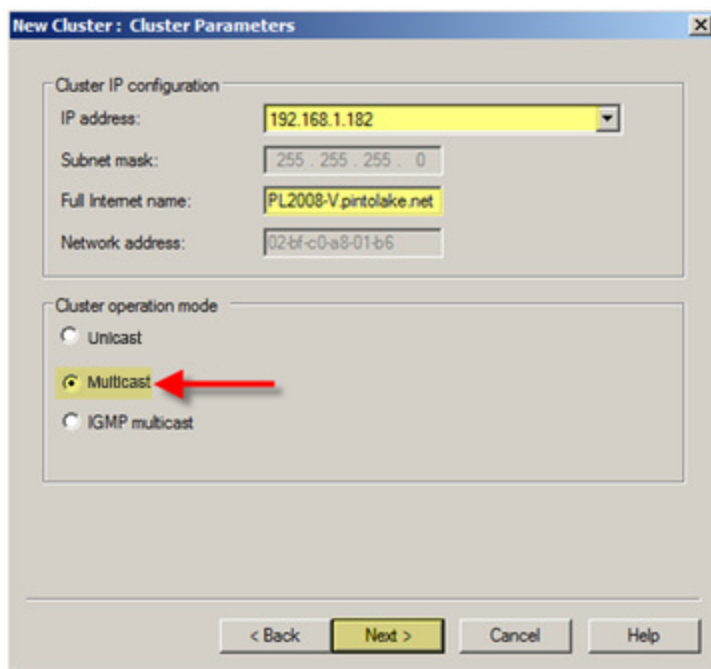 New Cluster : Cluster Parameters
Cluster IP configuration
IP address:
192.168.1.182
Subnet mask:
255 . 255 . 255 . 0
Full Internet name:
PL2008-V.pintolake.net
Network address:
02-bf-c0-a8-01-b6
Cluster operation mode
Unicast
Multicast
IGMP multicast
< Back
Next >
Cancel
Help